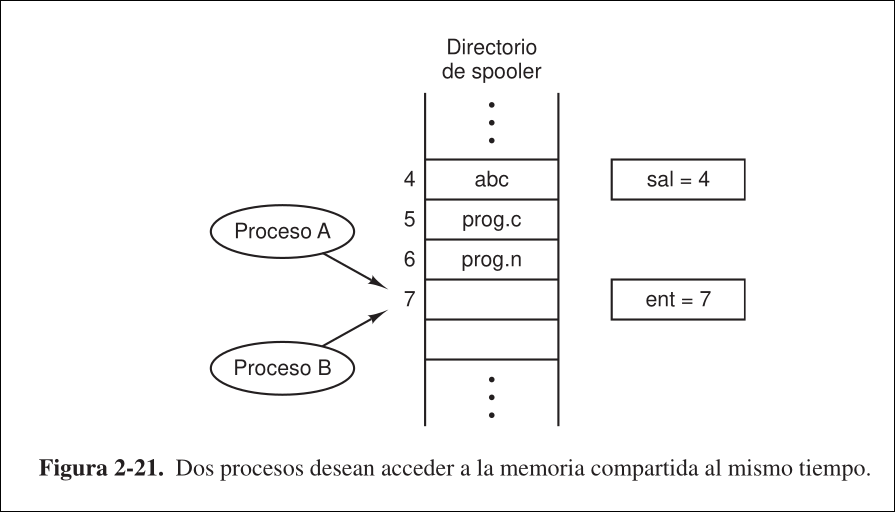 Directorio
de spooler
4 abc
sal = 4
5 prog.c
Proceso A
6 prog.n
7
ent = 7
Proceso B
Figura 2-21. Dos procesos desean acceder a la memoria compartida al mismo tiempo.